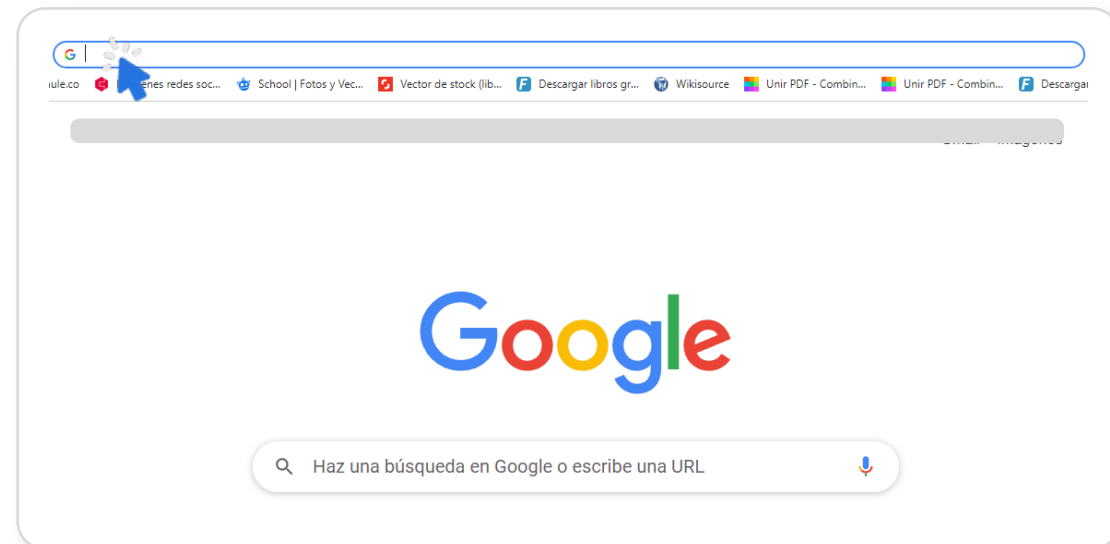 G
ule.co enes redes soc... School | Fotos y Vec... Vector de stock (lib... Descargar libros gr... Wikisource Unir PDF - Combin... Unir PDF - Combin... Descarga
Google
Haz una búsqueda en Google o escribe una URL